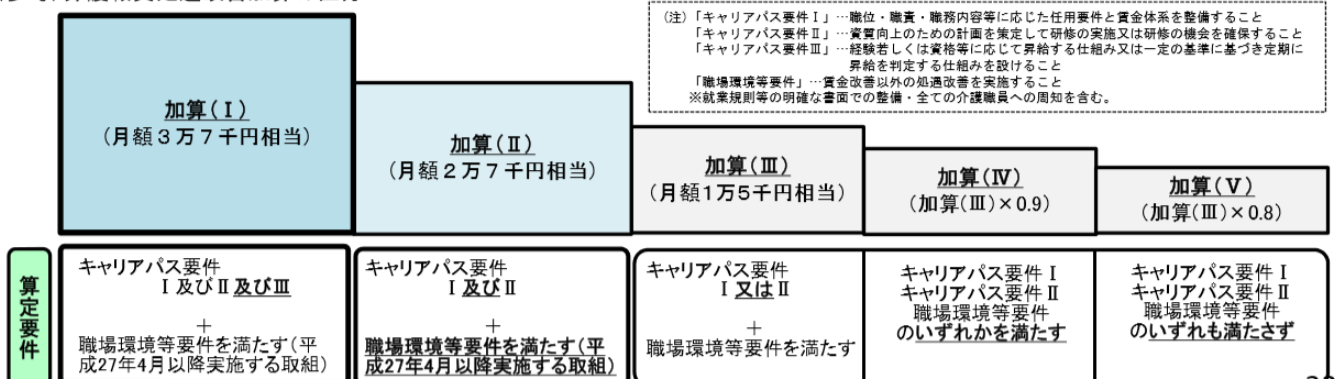 (注)「キャリアパス要件Ⅰ」…職位・職責・職務内容等に応じた任用要件と賃金体系を整備すること
「キャリアパス要件Ⅱ」…資質向上のための計画を策定して研修の実施又は研修の機会を確保すること
「キャリアパス要件Ⅲ」…経験若しくは資格等に応じて昇給する仕組み又は一定の基準に基づき定期に
昇給を判定する仕組みを設けること
「職場環境等要件」…賃金改善以外の処遇改善を実施すること
※就業規則等の明確な書面での整備・全ての介護職員への周知を含む。
加算(Ⅰ)
(月額3万7千円相当)
加算(Ⅱ)
(月額2万7千円相当)
加算(Ⅲ)
(月額1万5千円相当)
加算(Ⅳ)
(加算(Ⅲ)×0.9)
加算(Ⅴ)
(加算(Ⅲ)×0.8)
算定要件
キャリアパス要件
Ⅰ及びⅡ及びⅢ
+
職場環境等要件を満たす(平
成27年4月以降実施する取組)
キャリアパス要件
Ⅰ及びⅡ
+
職場環境等要件を満たす(平
成27年4月以降実施する取組)
キャリアパス要件
Ⅰ又はⅡ
+
職場環境等要件を満たす
キャリアパス要件Ⅰ
キャリアパス要件Ⅱ
職場環境等要件
のいずれかを満たす
キャリアパス要件Ⅰ
キャリアパス要件Ⅱ
職場環境等要件
のいずれも満たさず